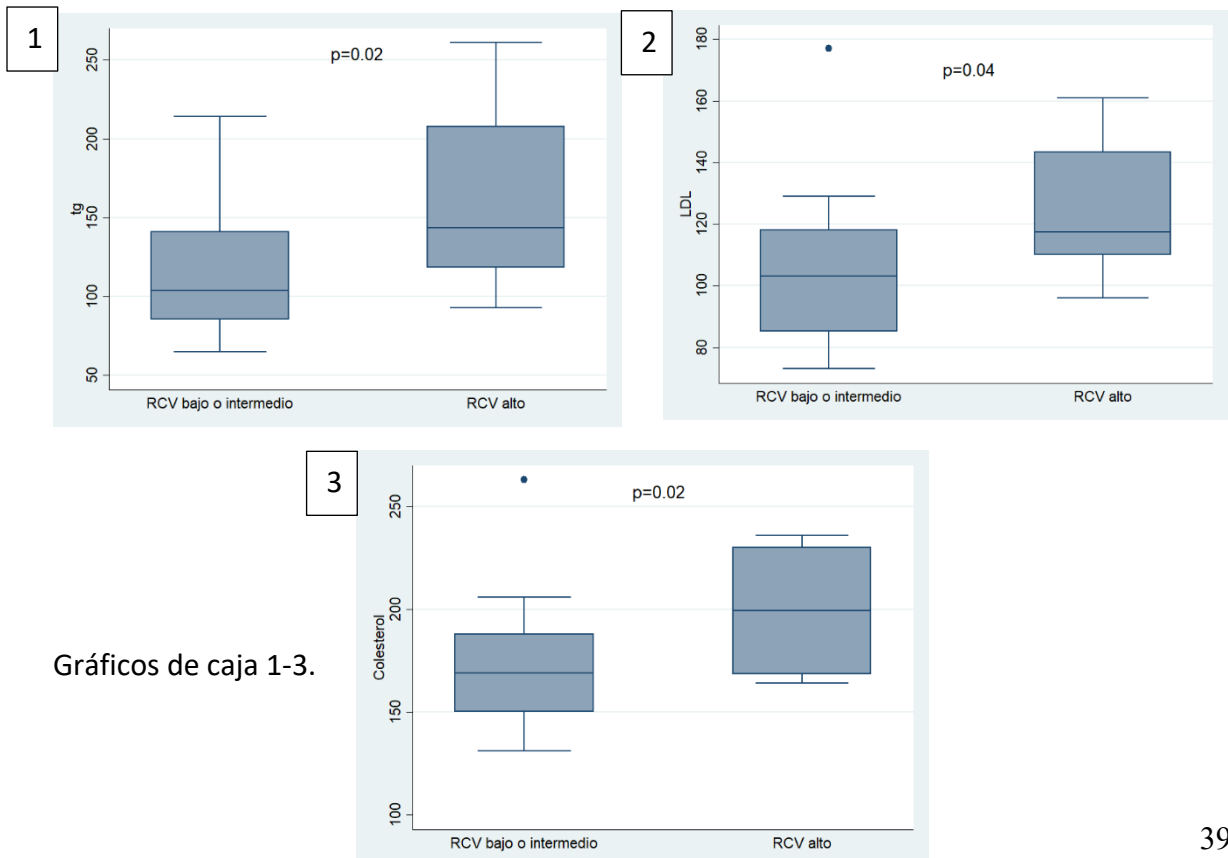 1
p=0.02
tg
250
200
150
100
50
RCV bajo o intermedio
RCV alto
2
p=0.04
LDL
180
160
140
120
100
80
RCV bajo o intermedio
RCV alto
3
p=0.02
Colesterol
250
200
150
100
RCV bajo o intermedio
RCV alto
Gráficos de caja 1-3.
39